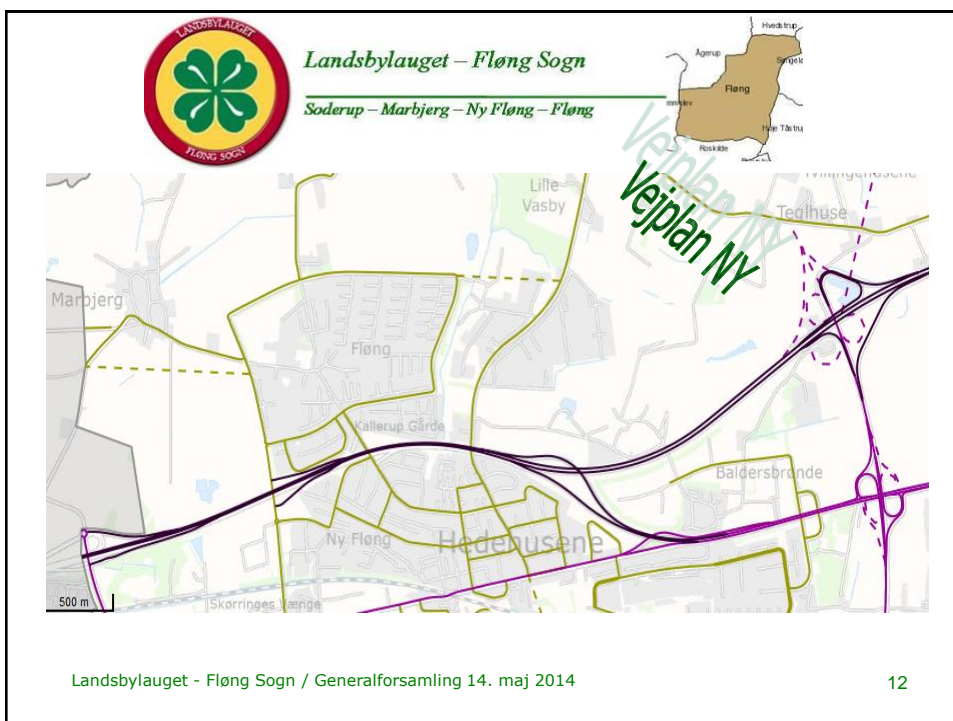 LANDSBYLAUGET
FLØNG SOGN
Landsbylauget – Fløng Sogn
Soderup – Marbjerg – Ny Fløng – Fløng
Hvedstrup
Ågerup
Fløng
Roskilde
Vejplan NY
Vejplan NY
Lille
Vasby
Teglhuse
Marbjerg
Fløng
Kallerup Gårde
Baldersbrønde
Ny Fløng
Hedehusene
500 m
Skørringes Vænge
Landsbylauget - Fløng Sogn / Generalforsamling 14. maj 2014
12